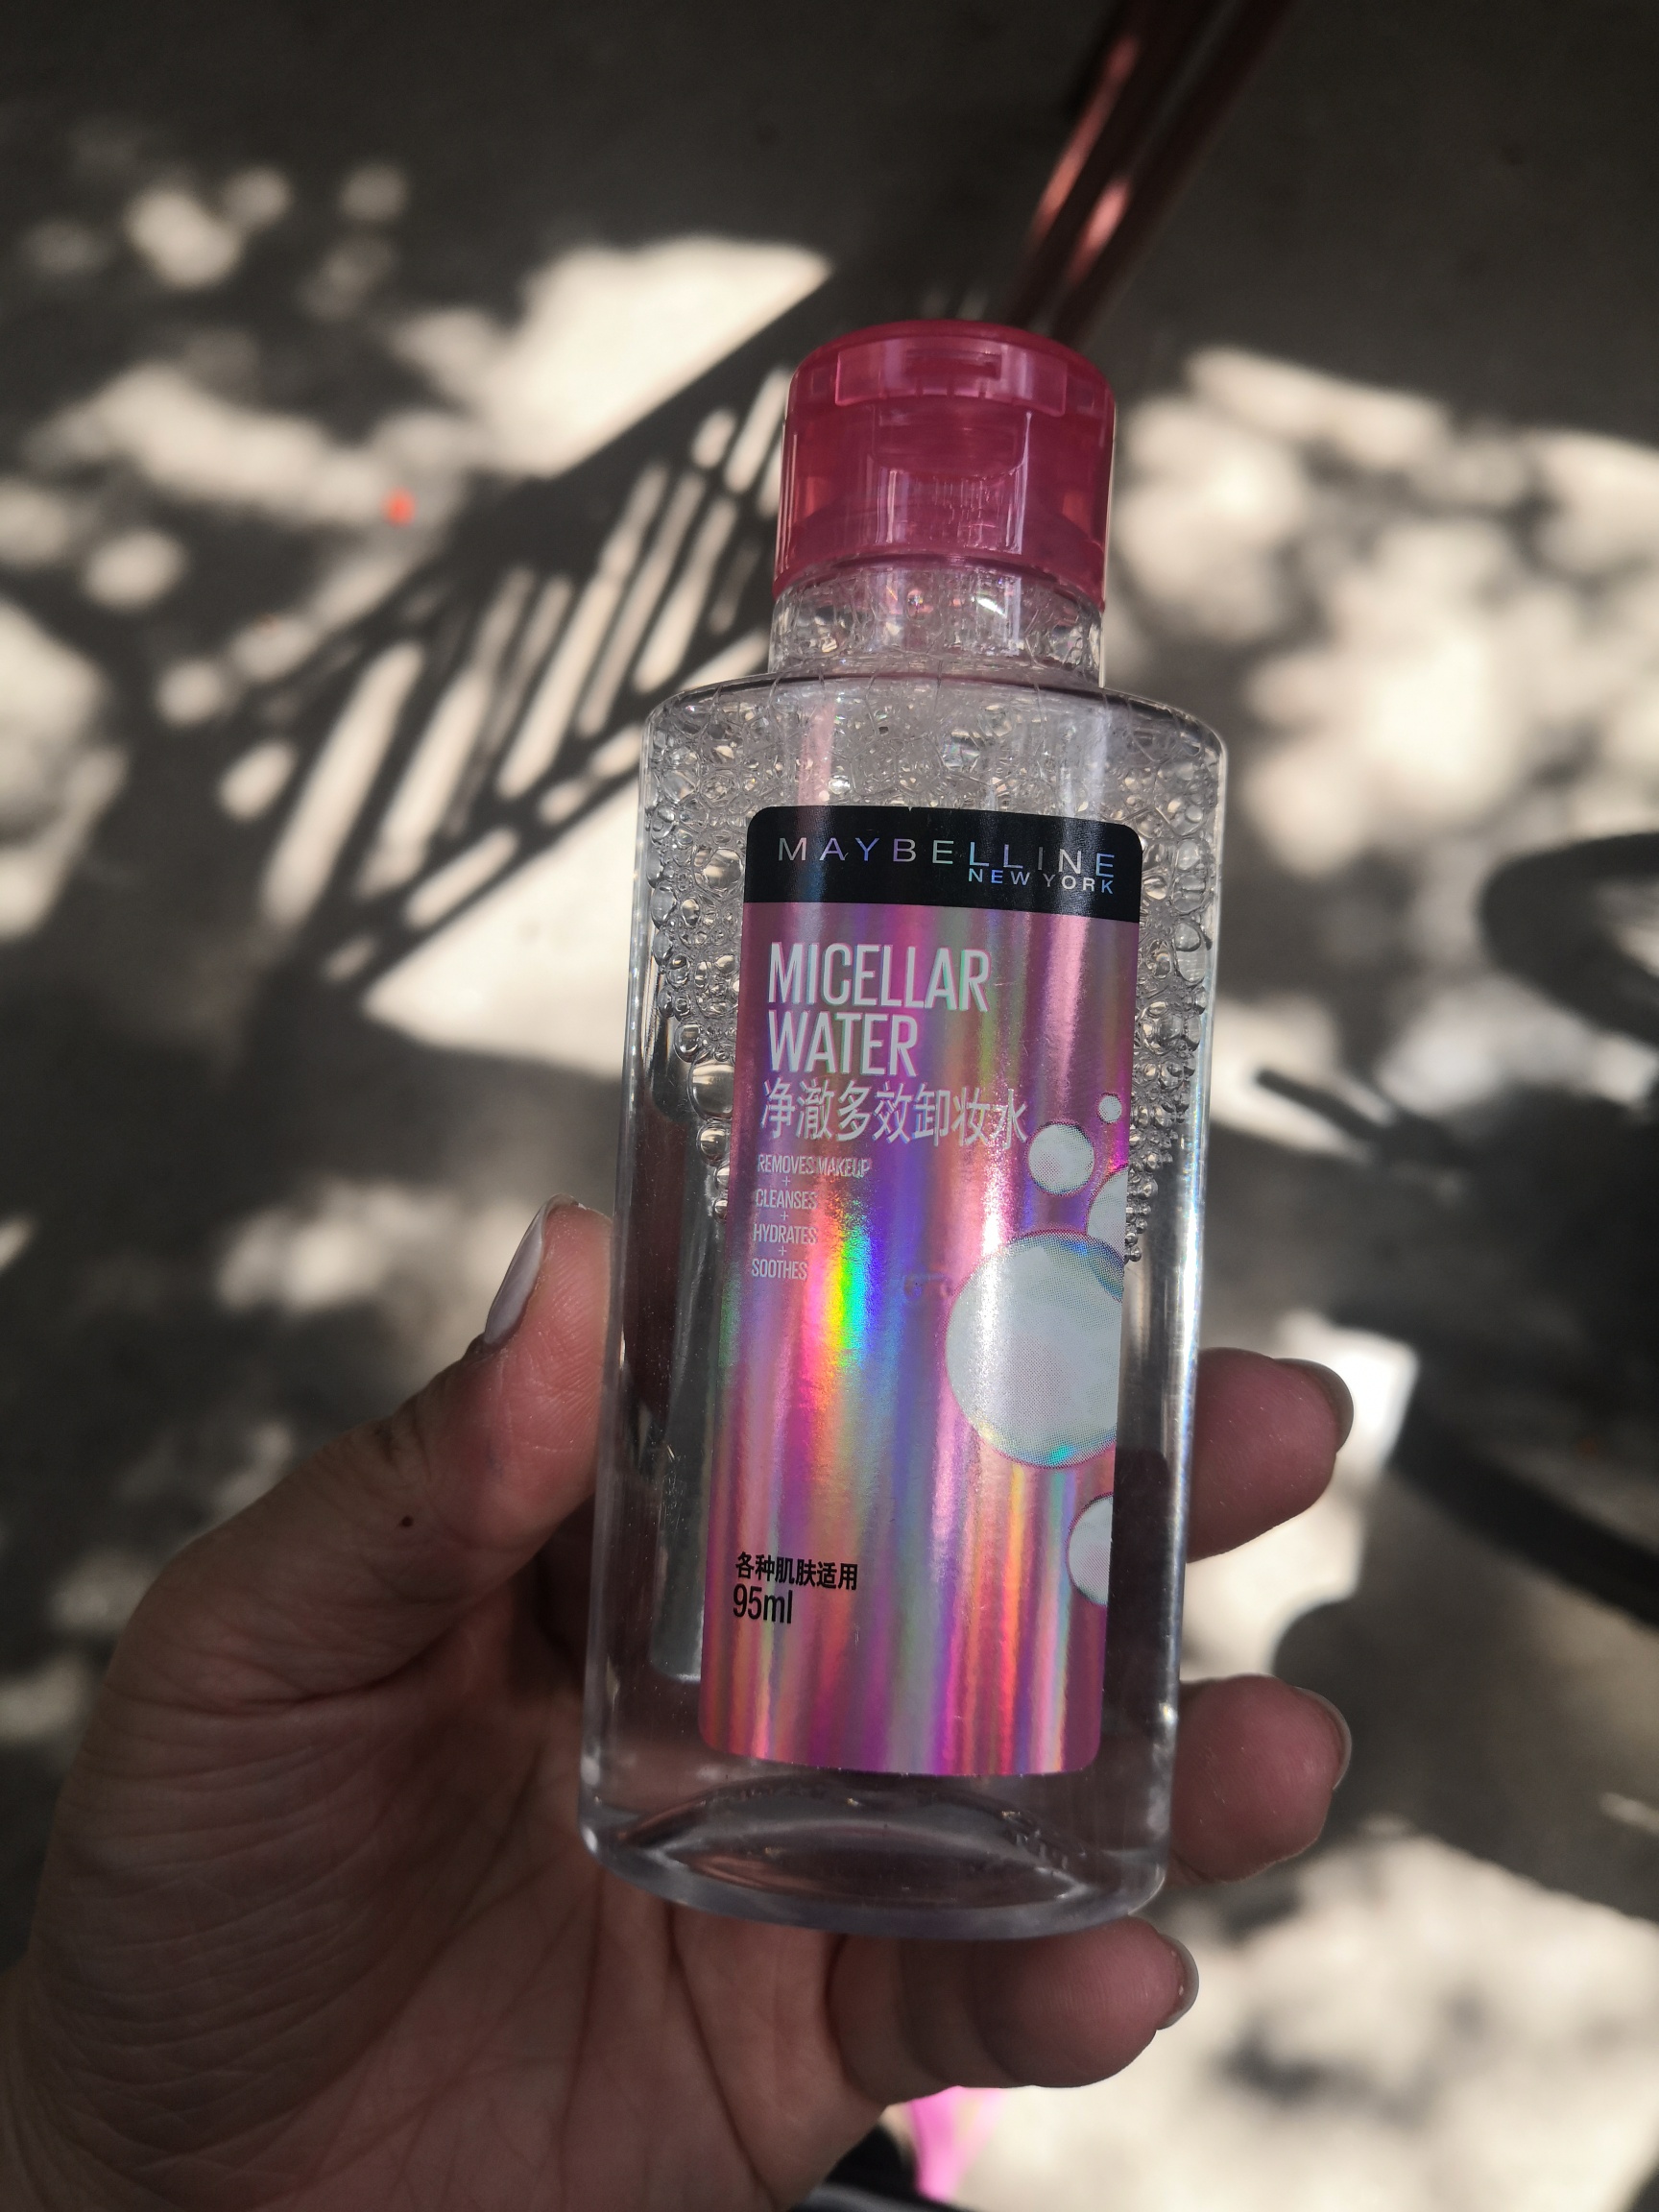 MAYBELLINE
NEW YORK
MICELLAR
WATER
净澈多效卸妆水
REMOVES MAKEUP
+
CLEANSES
+
HYDRATES
+
SOOTHES
各种肌肤适用
95ml